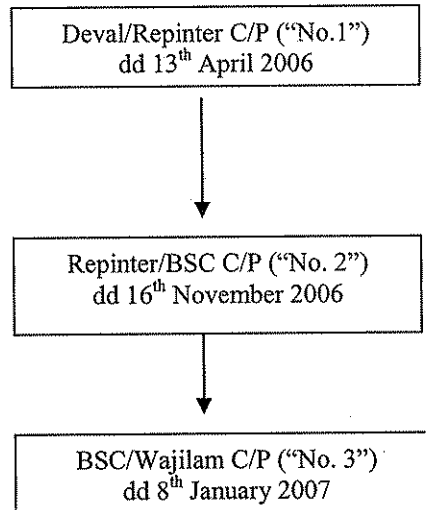 Deval/Repinter C/P (“No.1”)
dd 13th April 2006
Repinter/BSC C/P (“No. 2”)
dd 16th November 2006
BSC/Wajilam C/P (“No. 3”)
dd 8th January 2007